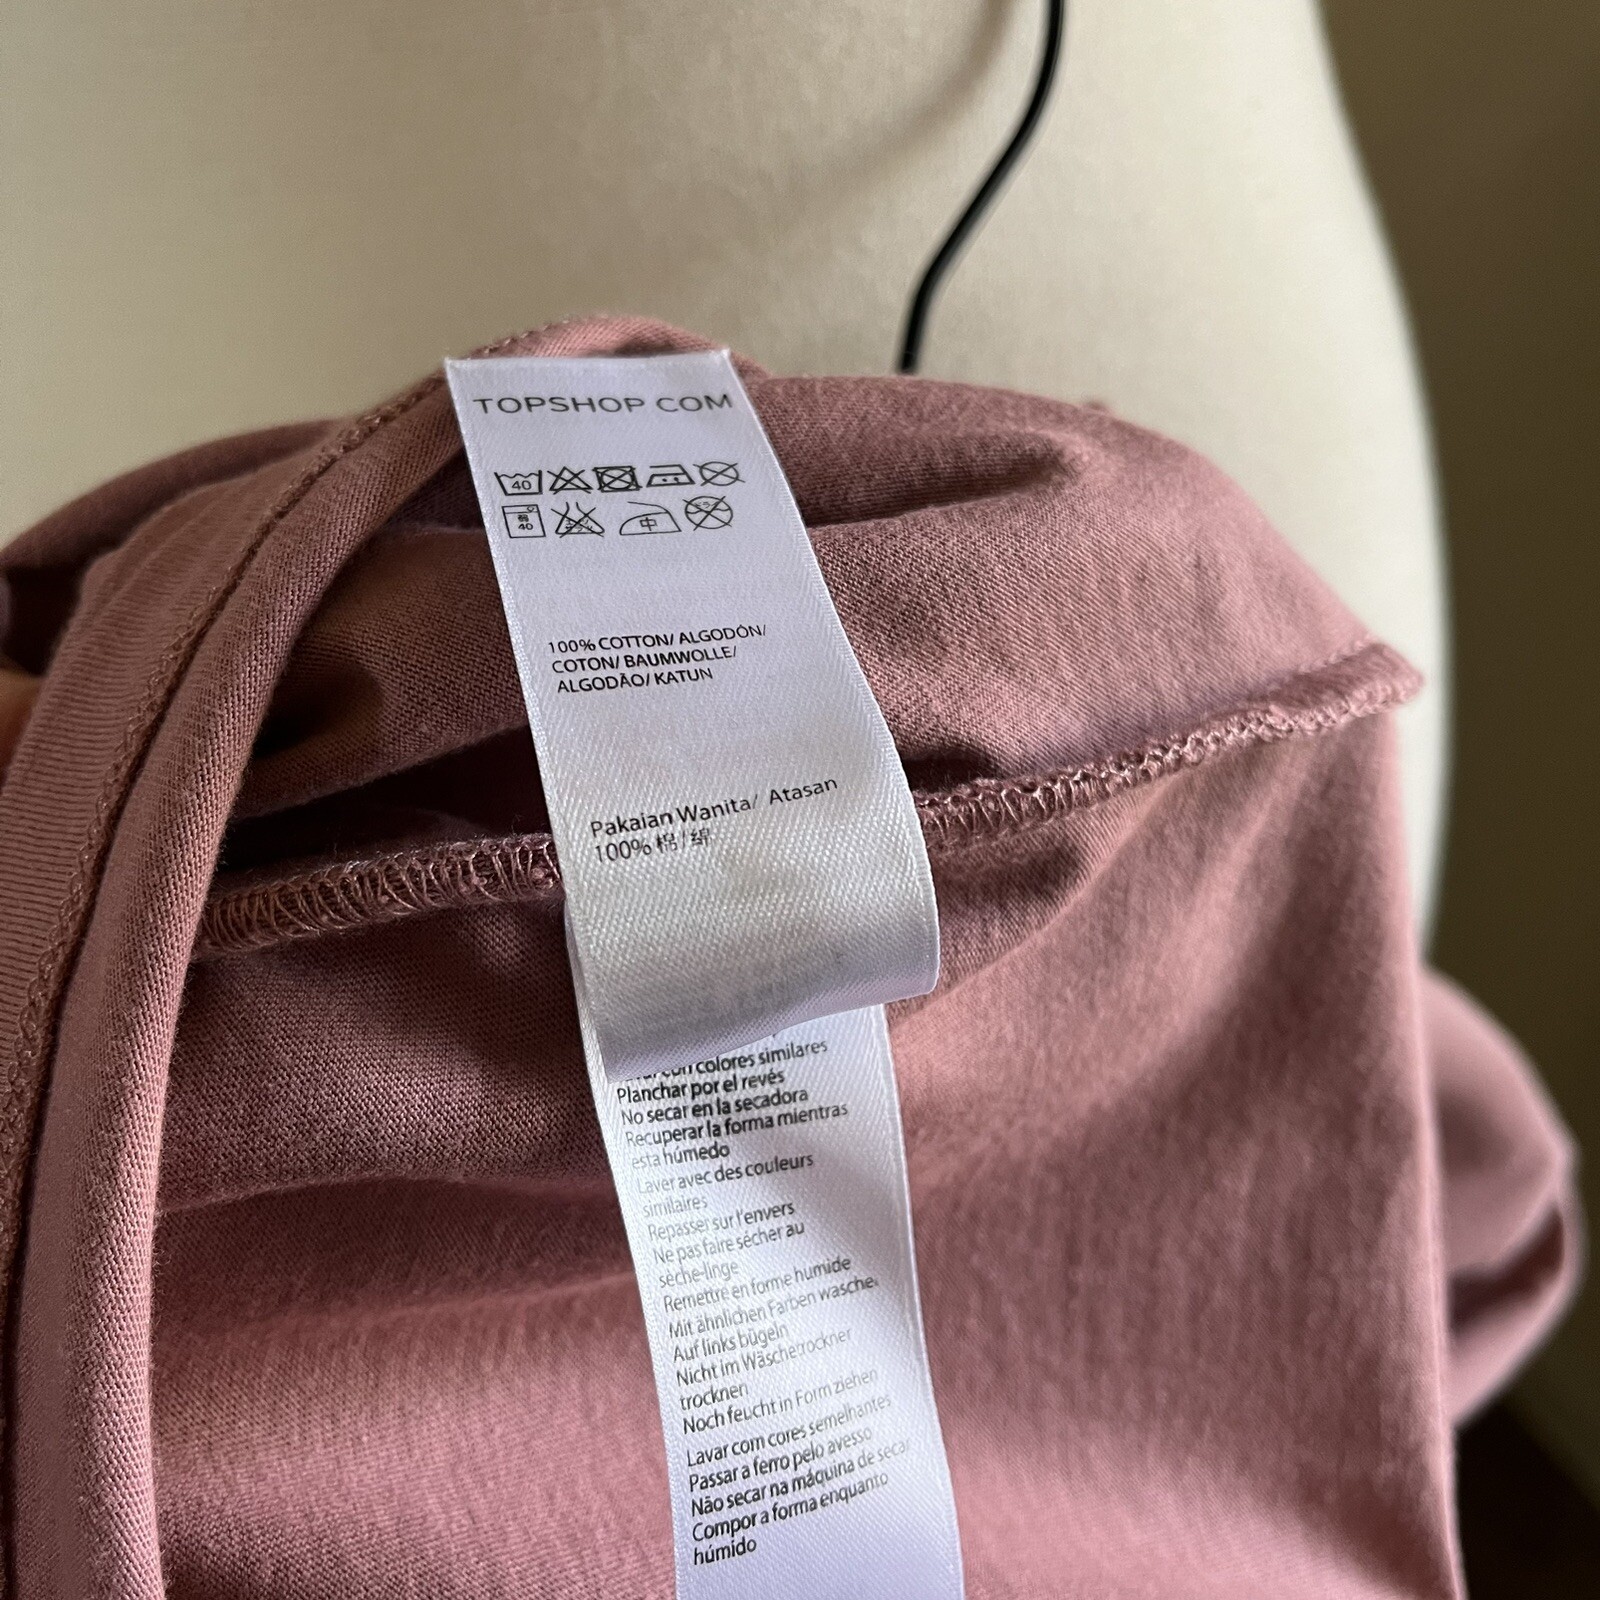 TOPSHOP.COM
40
40
中
100% COTTON/ ALGODÓN/
COTON/ BAUMWOLLE/
ALGODÃO/ KATUN
Pakaian Wanita/ Atasan
100% 棉/綿
con colores similares
Planchar por el revés
No secar en la secadora
Recuperar la forma mientras
esta húmedo
Laver avec des couleurs
similaires
Repasser sur l'envers
Ne pas faire sécher au
sèche-linge
Remettre en forme humide
Mit ähnlichen Farben wasche
Auf links bügeln
Nicht im Wäschetrockner
trocknen
Noch feucht in Form ziehen
Lavar com cores semelhantes
Passar a ferro pelo avesso
Não secar na máquina de secar
Compor a forma enquanto
húmido